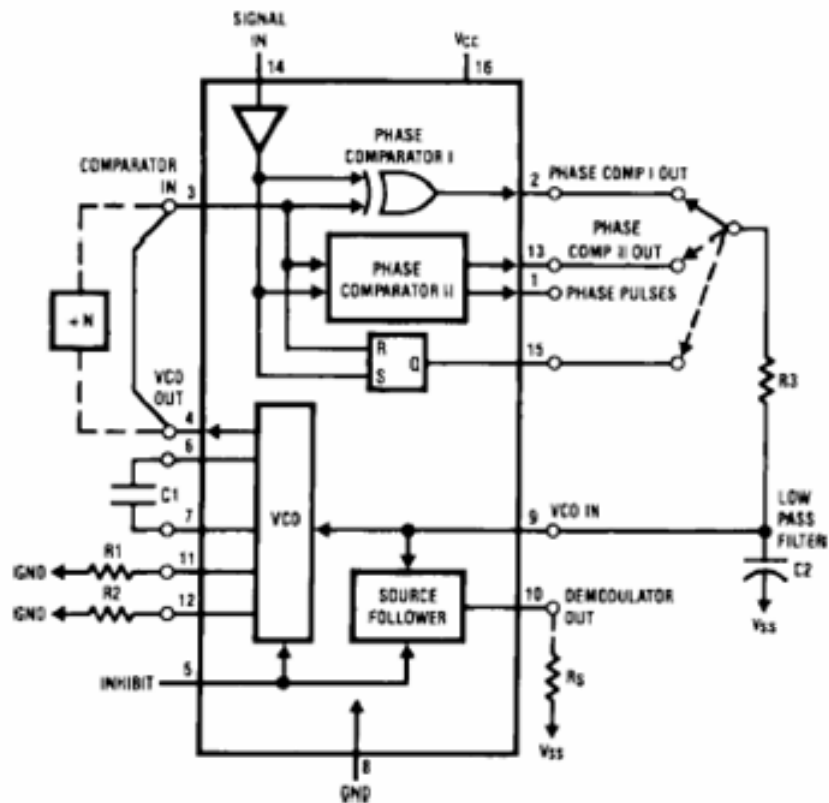 SIGNAL
IN
14
VCC
16
PHASE
COMPARATOR I
COMPARATOR
IN
3
2
PHASE COMP I OUT
PHASE
COMP II OUT
13
PHASE
COMPARATOR II
1
PHASE PULSES
÷N
R
S
Q
15
R3
VCO
OUT
4
6
C1
7
VCO
9
VCO IN
LOW
PASS
FILTER
C2
VSS
GND
R1
11
GND
R2
12
SOURCE
FOLLOWER
10
DEMODULATOR
OUT
RS
VSS
INHIBIT
5
8
GND